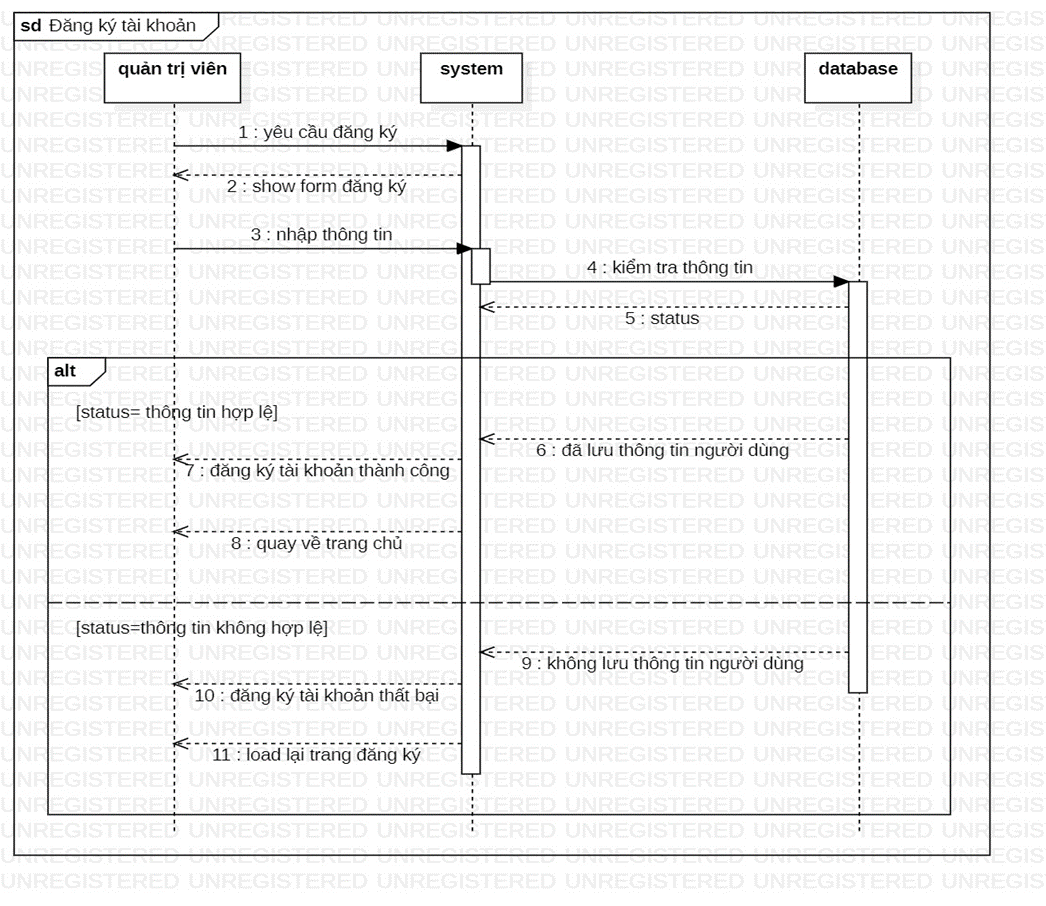 sd Đăng ký tài khoản
quản trị viên
system
database
1 : yêu cầu đăng ký
2 : show form đăng ký
3 : nhập thông tin
4 : kiểm tra thông tin
5 : status
alt
[status= thông tin hợp lệ]
6 : đã lưu thông tin người dùng
7 : đăng ký tài khoản thành công
8 : quay về trang chủ
[status=thông tin không hợp lệ]
9 : không lưu thông tin người dùng
10 : đăng ký tài khoản thất bại
11 : load lại trang đăng ký
UNREGISTERED